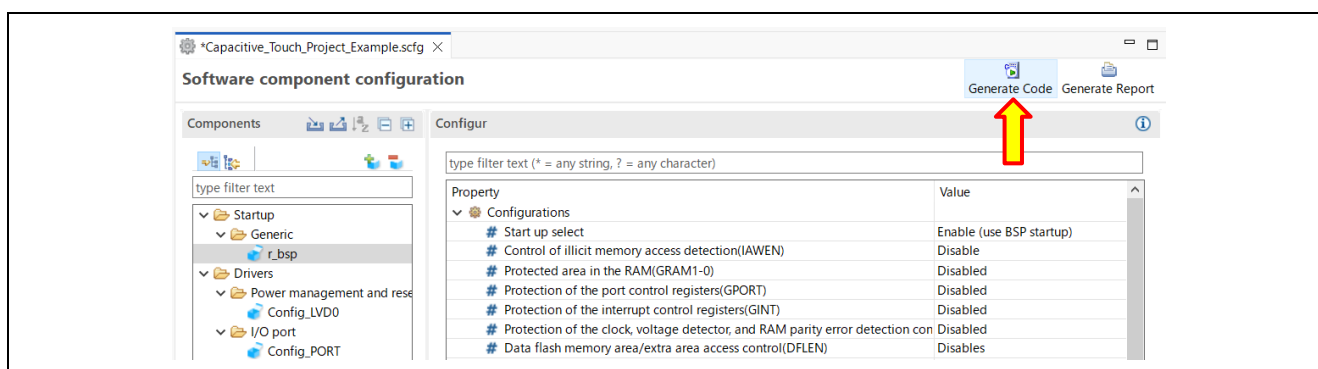 *Capacitive_Touch_Project_Example.scfg
Software component configuration
Generate Code Generate Report
Components
Configur
type filter text (* = any string, ? = any character)
type filter text
Property Value
Configurations
Startup
# Start up select Enable (use BSP startup)
Generic
# Control of illicit memory access detection(IAWEN) Disable
r_bsp
# Protected area in the RAM(GRAM1-0) Disabled
Drivers
# Protection of the port control registers(GPORT) Disabled
Power management and rese
# Protection of the interrupt control registers(GINT) Disabled
Config_LVD0
# Protection of the clock, voltage detector, and RAM parity error detection con Disabled
I/O port
# Data flash memory area/extra area access control(DFLEN) Disables
Config_PORT